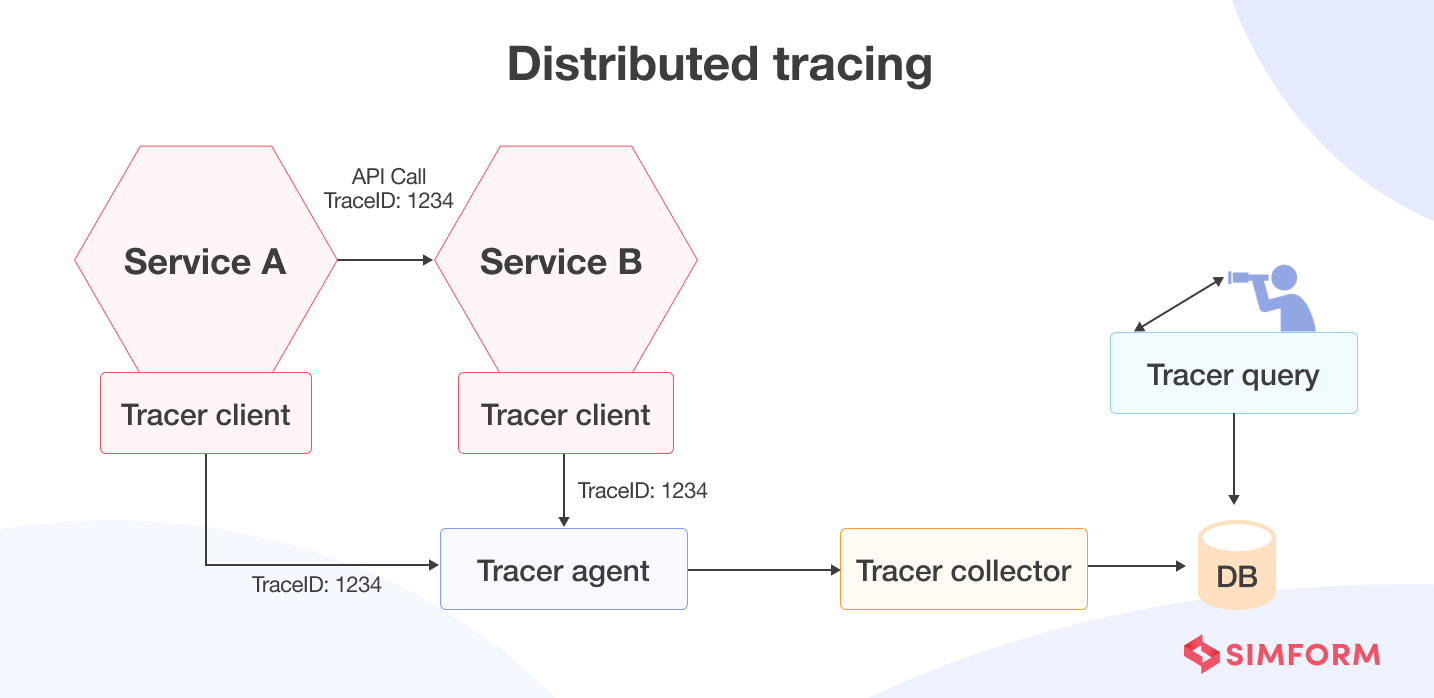 Distributed tracing
API Call
TraceID: 1234
Service A
Service B
Tracer client
Tracer client
Tracer query
TraceID: 1234
TraceID: 1234
Tracer agent
Tracer collector
DB
SIMFORM